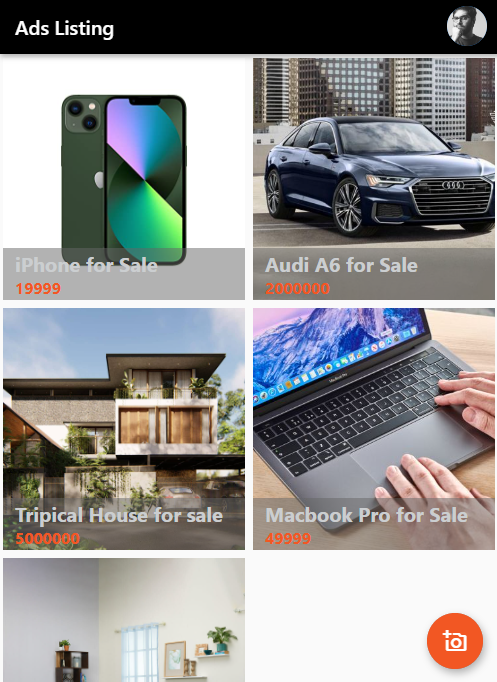 Ads Listing
iPhone for Sale
19999
Audi A6 for Sale
2000000
Tripical House for sale
5000000
Macbook Pro for Sale
49999